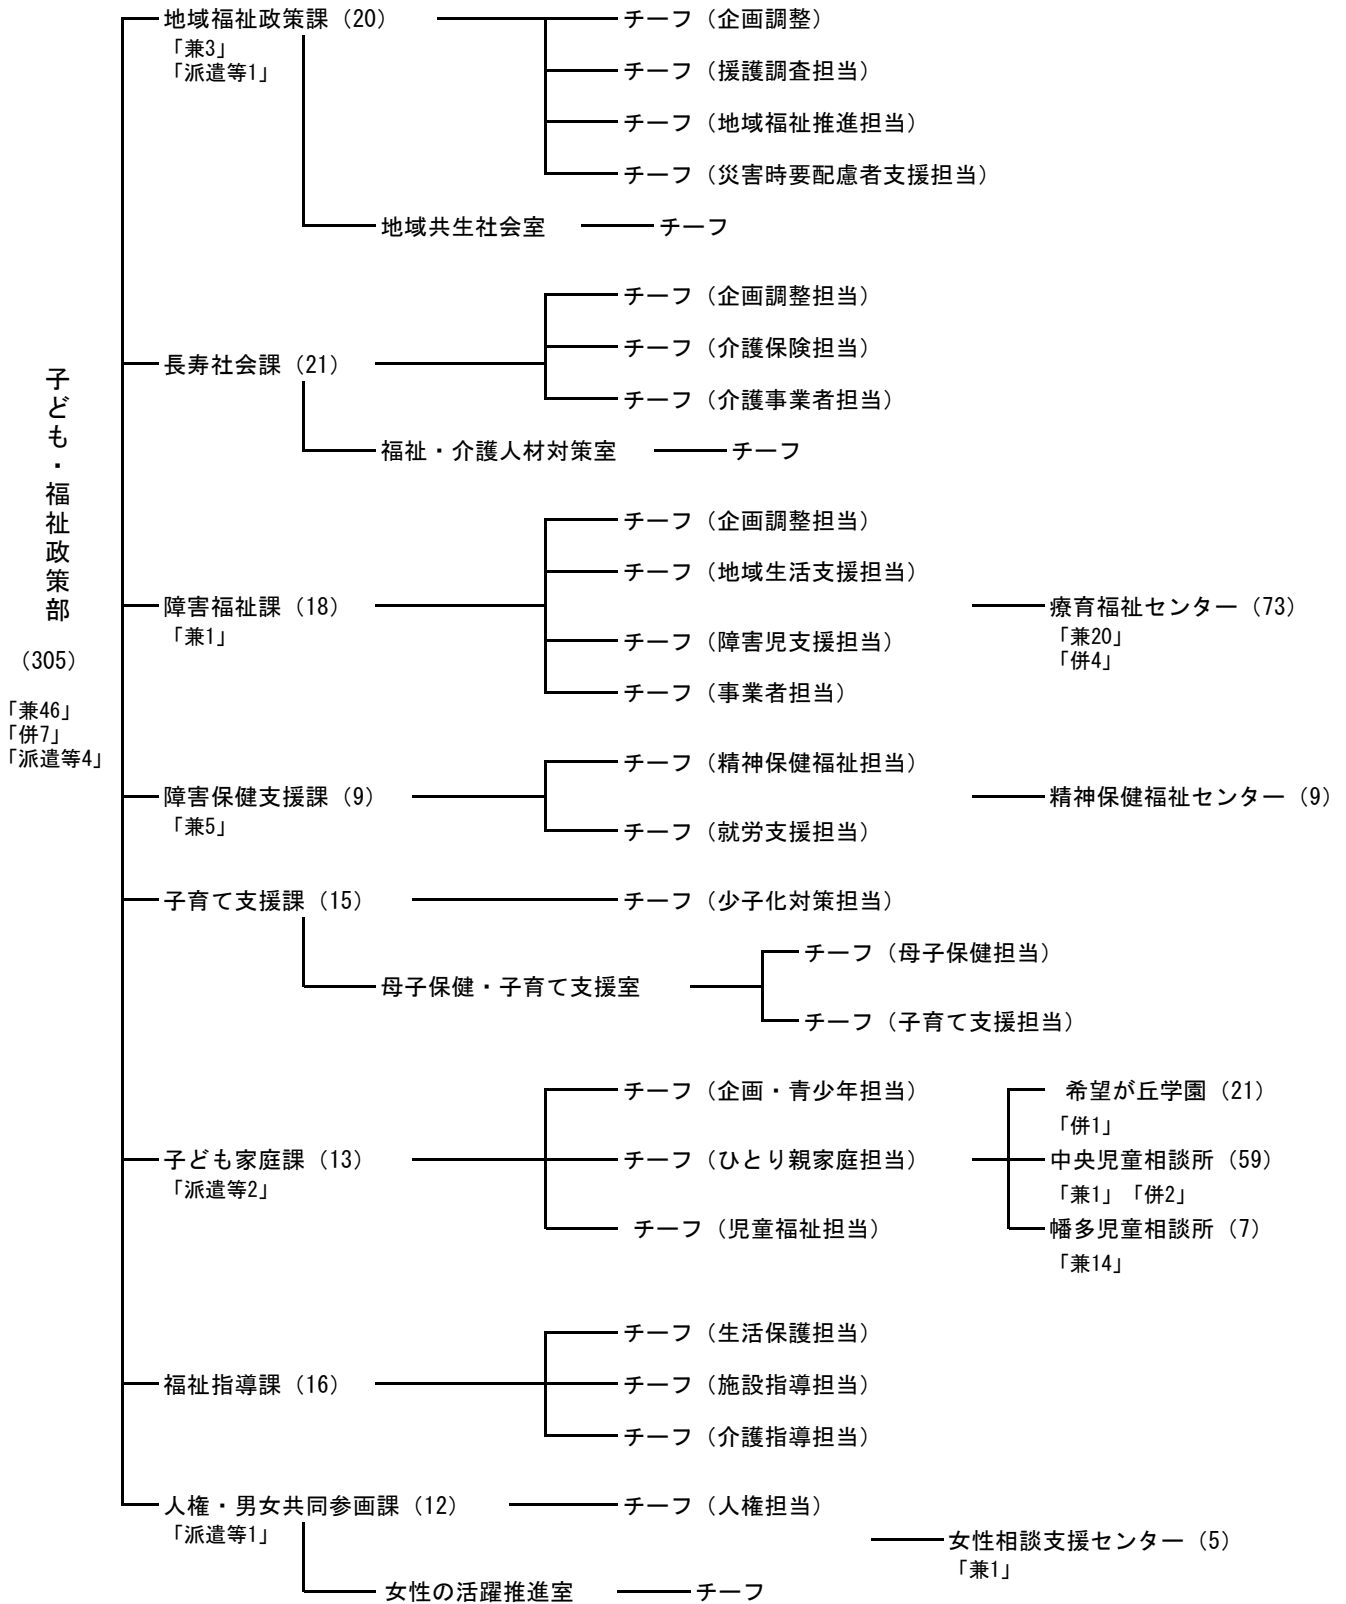 子ども・福祉政策部
（305）
「兼46」
「併7」
「派遣等4」
地域福祉政策課（20）
「兼3」
「派遣等1」
チーフ（企画調整）
チーフ（援護調査担当）
チーフ（地域福祉推進担当）
チーフ（災害時要配慮者支援担当）
地域共生社会室
チーフ
長寿社会課（21）
チーフ（企画調整担当）
チーフ（介護保険担当）
チーフ（介護事業者担当）
福祉・介護人材対策室
チーフ
障害福祉課（18）
「兼1」
チーフ（企画調整担当）
チーフ（地域生活支援担当）
チーフ（障害児支援担当）
チーフ（事業者担当）
療育福祉センター（73）
「兼20」
「併4」
障害保健支援課（9）
「兼5」
チーフ（精神保健福祉担当）
チーフ（就労支援担当）
精神保健福祉センター（9）
子育て支援課（15）
チーフ（少子化対策担当）
母子保健・子育て支援室
チーフ（母子保健担当）
チーフ（子育て支援担当）
子ども家庭課（13）
「派遣等2」
チーフ（企画・青少年担当）
チーフ（ひとり親家庭担当）
チーフ（児童福祉担当）
希望が丘学園（21）
「併1」
中央児童相談所（59）
「兼1」「併2」
幡多児童相談所（7）
「兼14」
福祉指導課（16）
チーフ（生活保護担当）
チーフ（施設指導担当）
チーフ（介護指導担当）
人権・男女共同参画課（12）
「派遣等1」
チーフ（人権担当）
女性相談支援センター（5）
「兼1」
女性の活躍推進室
チーフ